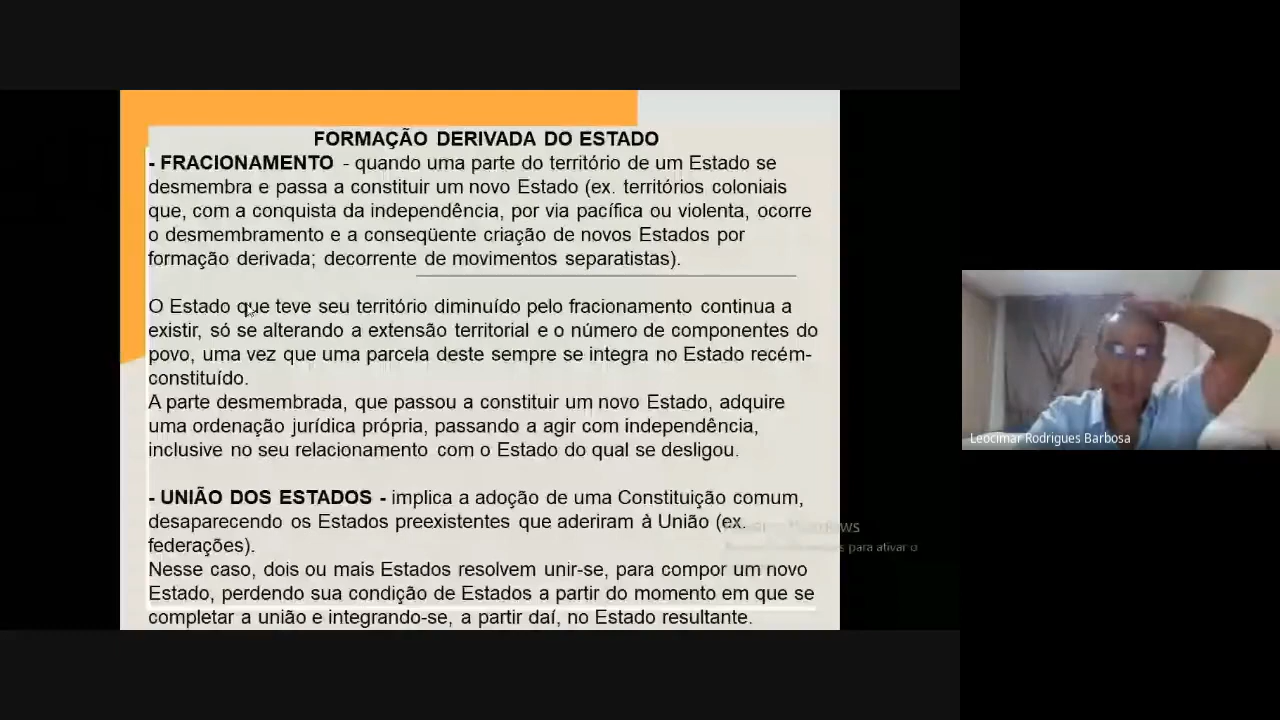 FORMAÇÃO DERIVADA DO ESTADO
- FRACIONAMENTO - quando uma parte do território de um Estado se
desmembra e passa a constituir um novo Estado (ex. territórios coloniais
que, com a conquista da independência, por via pacífica ou violenta, ocorre
o desmembramento e a conseqüente criação de novos Estados por
formação derivada; decorrente de movimentos separatistas).
O Estado que teve seu território diminuído pelo fracionamento continua a
existir, só se alterando a extensão territorial e o número de componentes do
povo, uma vez que uma parcela deste sempre se integra no Estado recém-
constituído.
A parte desmembrada, que passou a constituir um novo Estado, adquire
uma ordenação jurídica própria, passando a agir com independência,
inclusive no seu relacionamento com o Estado do qual se desligou.
- UNIÃO DOS ESTADOS - implica a adoção de uma Constituição comum,
desaparecendo os Estados preexistentes que aderiram à União (ex.
federações).
Nesse caso, dois ou mais Estados resolvem unir-se, para compor um novo
Estado, perdendo sua condição de Estados a partir do momento em que se
completar a união e integrando-se, a partir daí, no Estado resultante.
para ativar o
Leocimar Rodrigues Barbosa